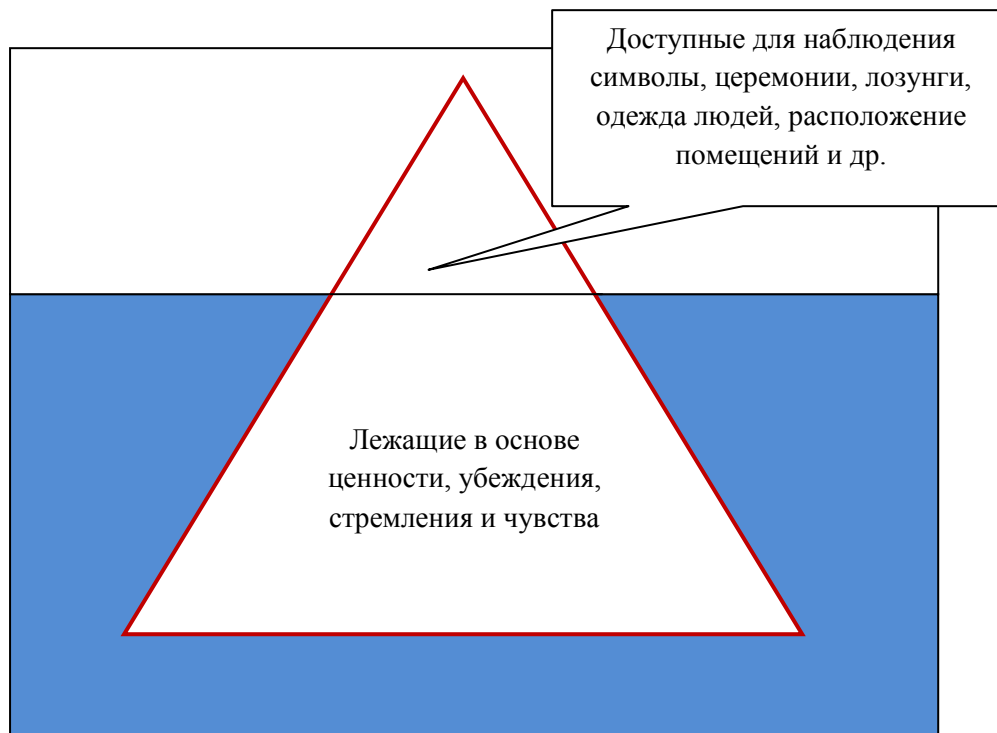 Доступные для наблюдения
символы, церемонии, лозунги,
одежда людей, расположение
помещений и др.
Лежащие в основе
ценности, убеждения,
стремления и чувства